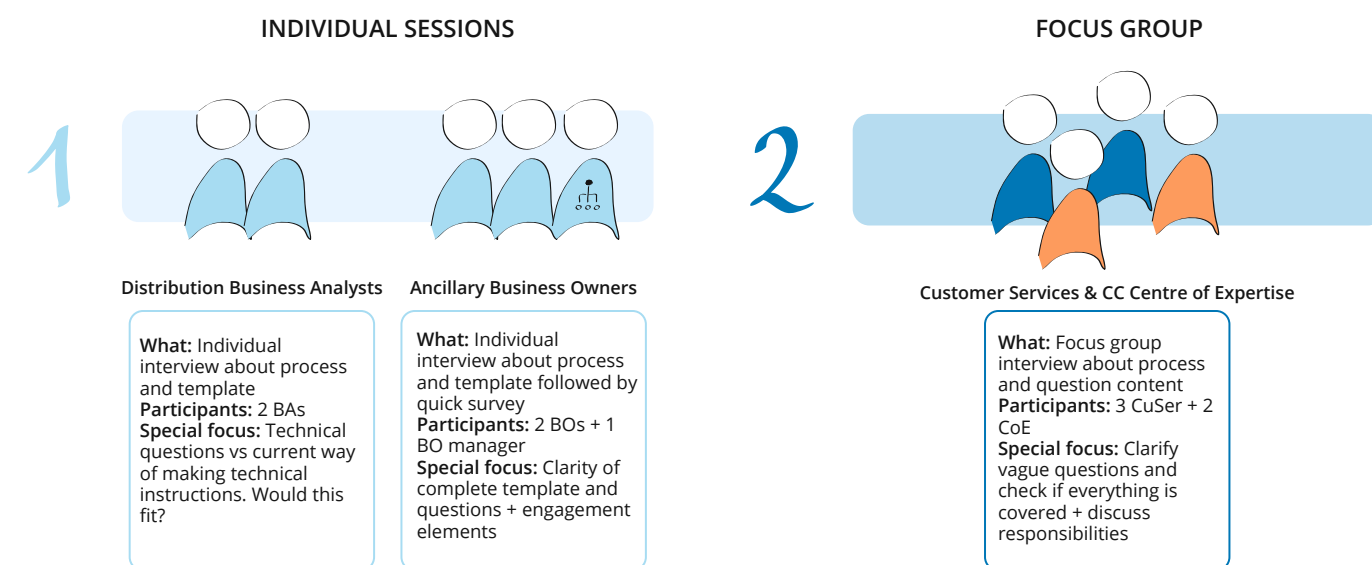 INDIVIDUAL SESSIONS
FOCUS GROUP
1
2
Distribution Business Analysts
What: Individual
interview about process
and template
Participants: 2 BAs
Special focus: Technical
questions vs current way
of making technical
instructions. Would this
fit?
Ancillary Business Owners
What: Individual
interview about process
and template followed by
quick survey
Participants: 2 BOs + 1
BO manager
Special focus: Clarity of
complete template and
questions + engagement
elements
Customer Services & CC Centre of Expertise
What: Focus group
interview about process
and question content
Participants: 3 CuSer + 2
CoE
Special focus: Clarify
vague questions and
check if everything is
covered + discuss
responsibilities